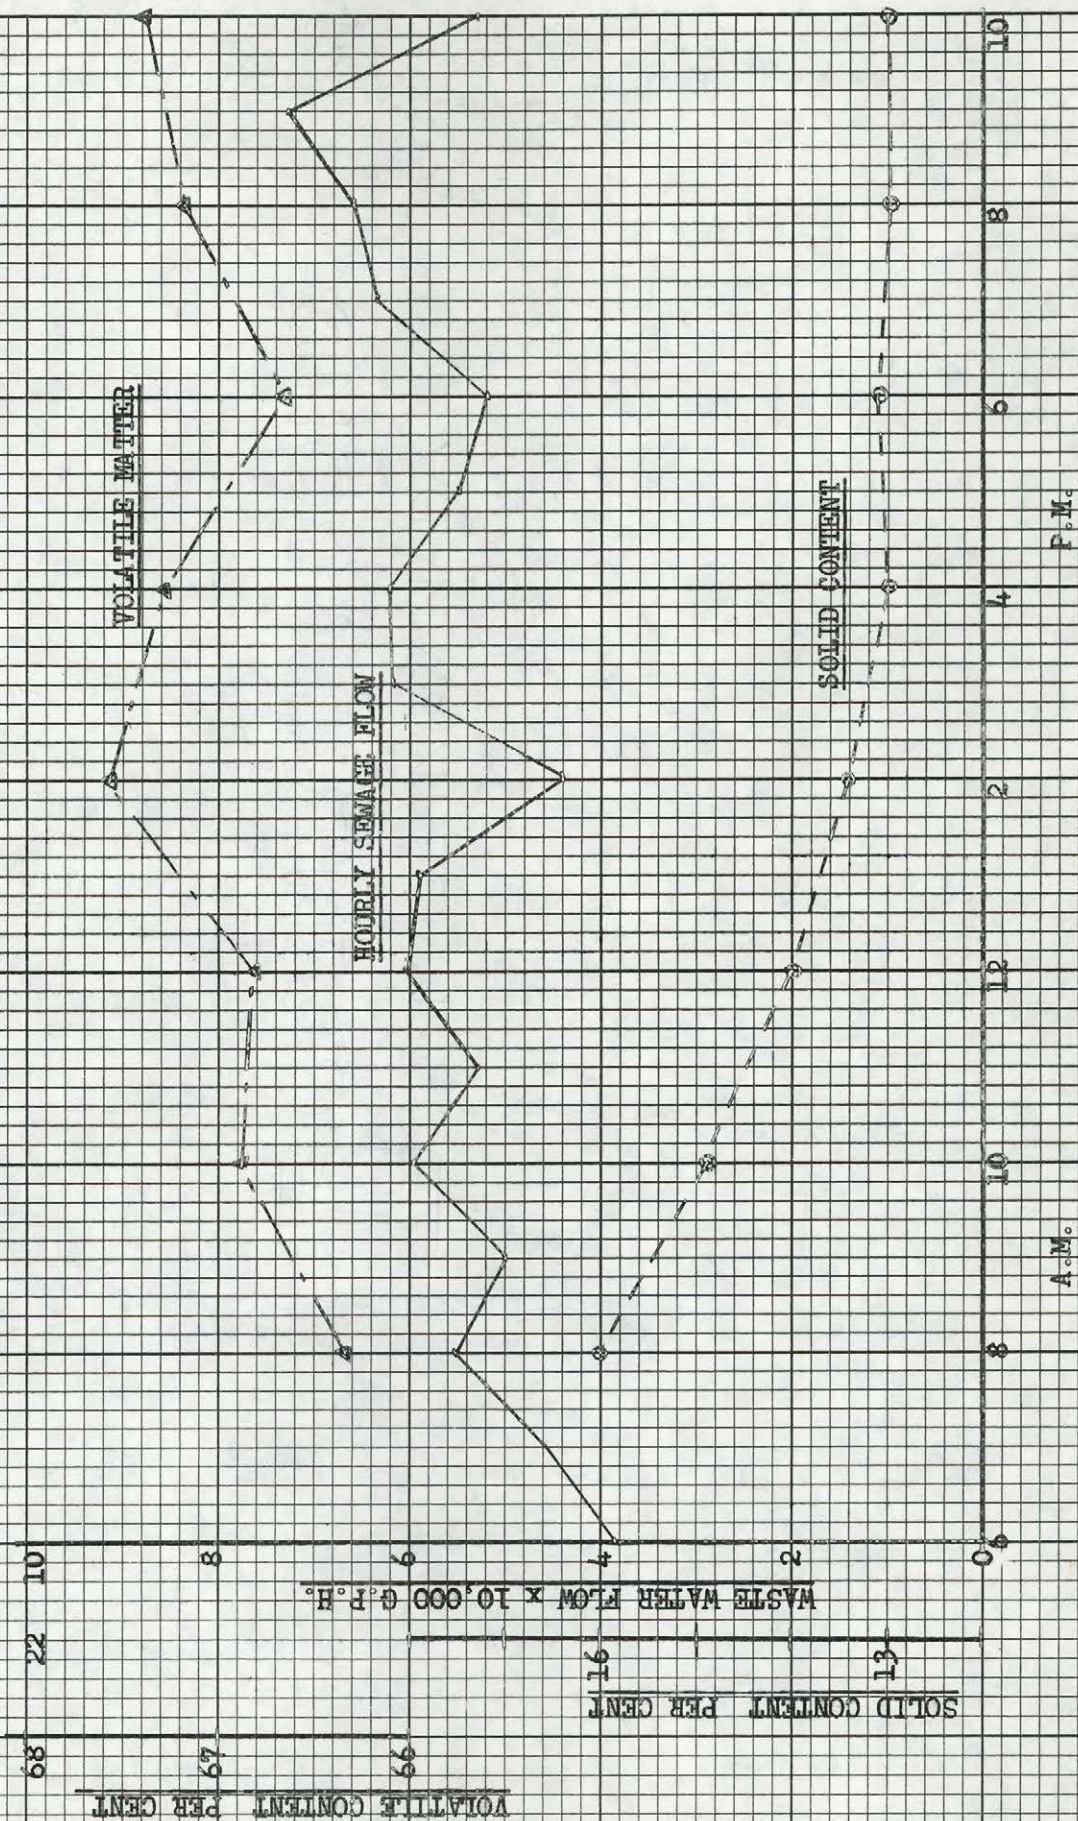 VOLATILE MATTER
HOURLY SEWAGE FLOW
SOLID CONTENT
VOLATILE CONTENT PER CENT
68
67
66
SOLID CONTENT PER CENT
22
16
13
WASTE WATER FLOW x 10,000 G.P.H.
10
8
6
4
2
0
6
8
10
12
2
4
6
8
10
A.M.
P.M.